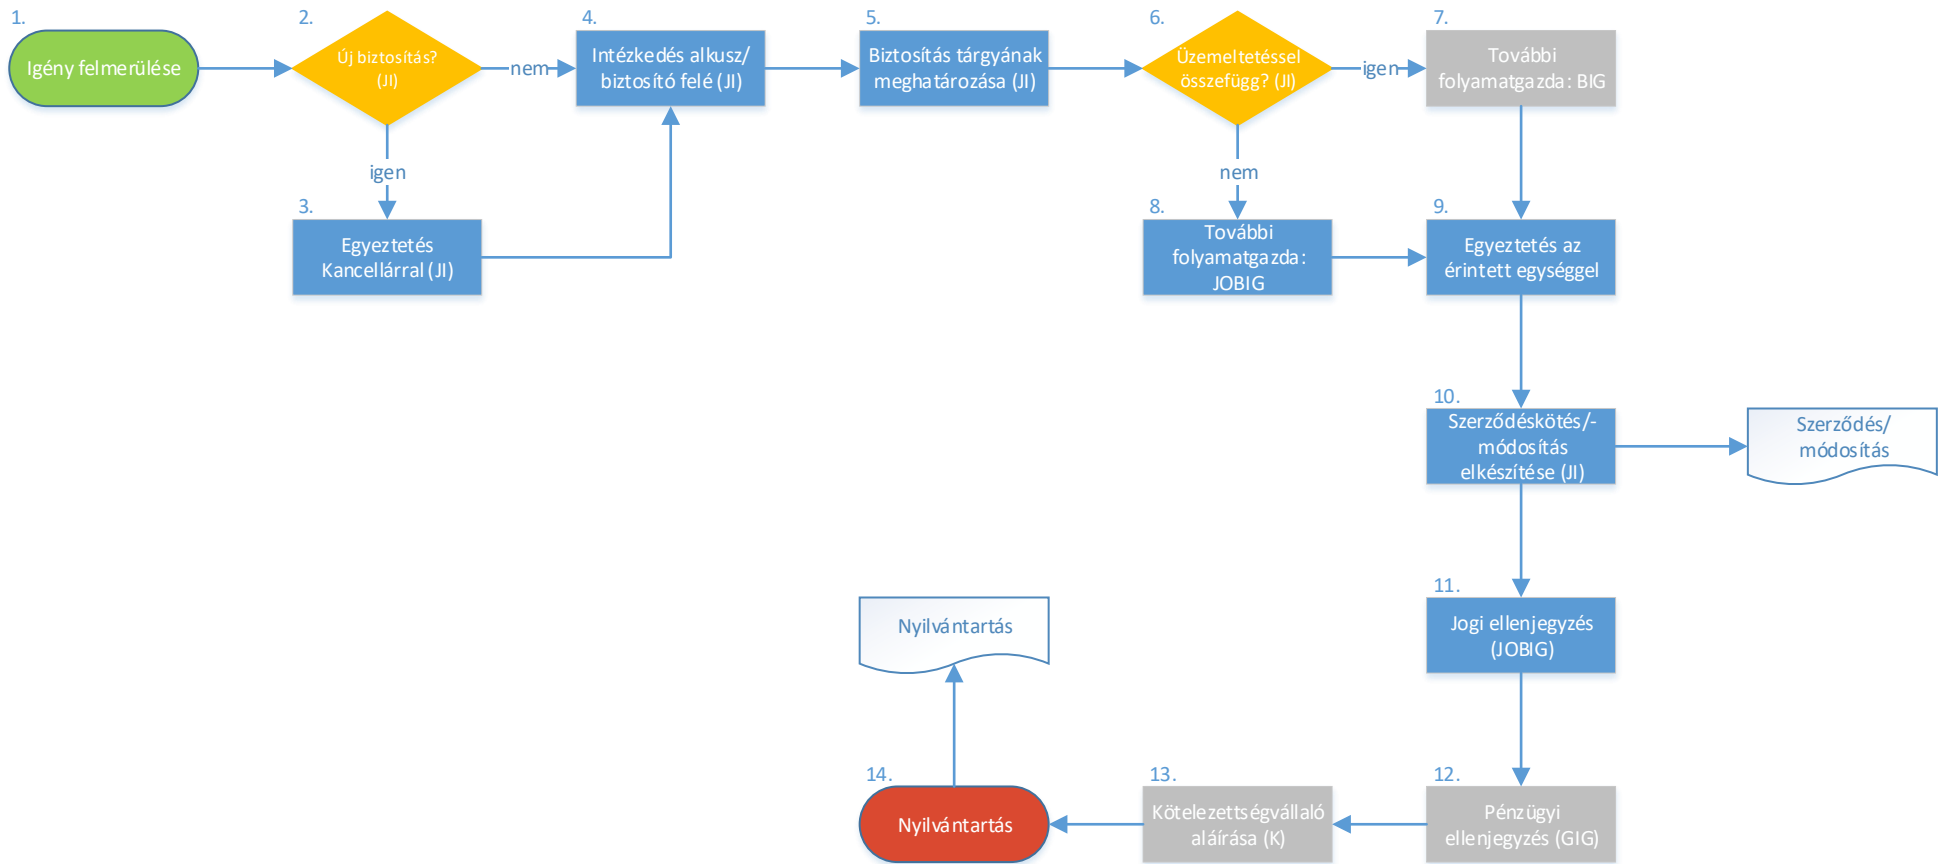 1.
Igény felmerülése
2.
Új biztosítás?
(JI)
nem
igen
3.
Egyeztetés
Kancellárral (JI)
4.
Intézkedés alkusz/
biztosító felé (JI)
5.
Biztosítás tárgyának
meghatározása (JI)
6.
Üzemeltetéssel
összefügg? (JI)
igen
nem
7.
További
folyamatgazda: BIG
8.
További
folyamatgazda:
JOBIG
9.
Egyeztetés az
érintett egységgel
10.
Szerződéskötés/-
módosítás
elkészítése (JI)
Szerződés/
módosítás
11.
Jogi ellenjegyzés
(JOBIG)
12.
Pénzügyi
ellenjegyzés (GIG)
13.
Kötelezettségvállaló
aláírása (K)
14.
Nyilvántartás
Nyilvántartás